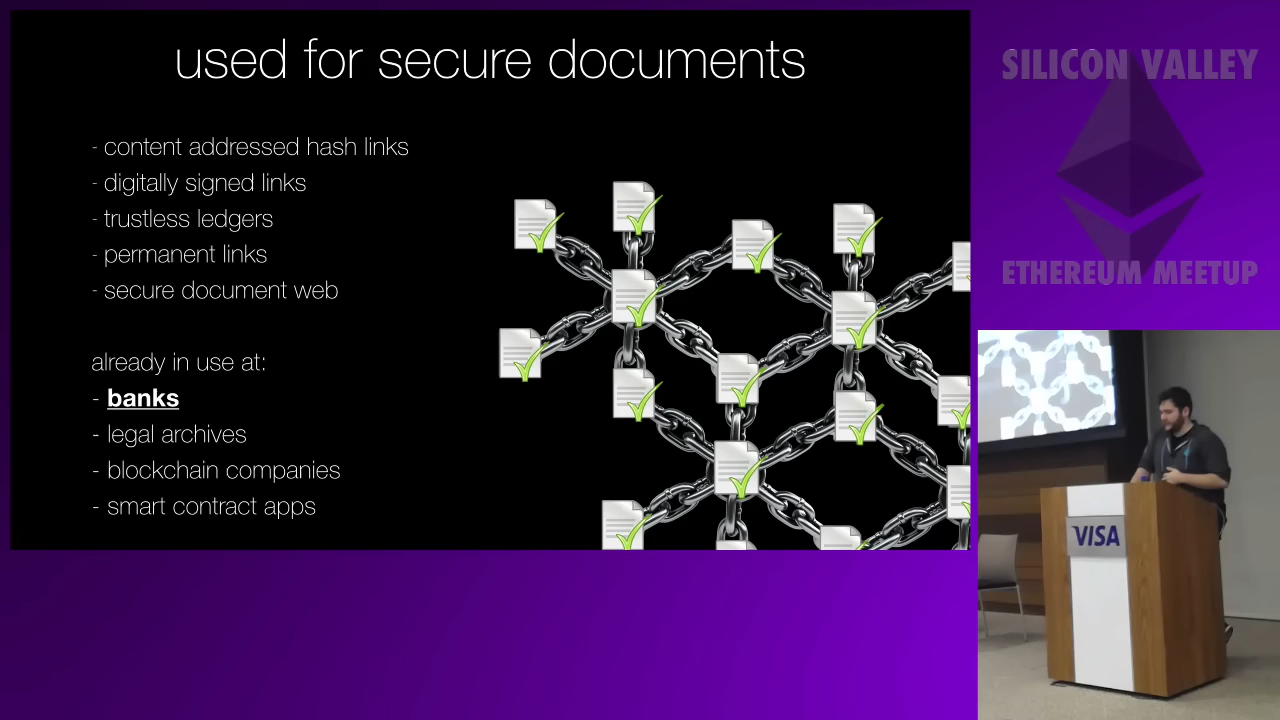 used for secure documents
- content addressed hash links
- digitally signed links
- trustless ledgers
- permanent links
- secure document web
already in use at:
- banks
- legal archives
- blockchain companies
- smart contract apps
SILICON VALLEY
ETHEREUM MEETUP
VISA